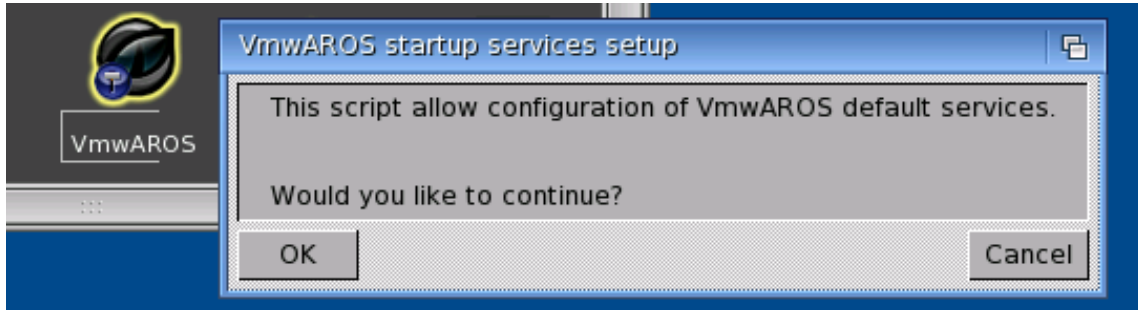 VmwAROS startup services setup
This script allow configuration of VmwAROS default services.
VmwAROS
Would you like to continue?
OK
Cancel